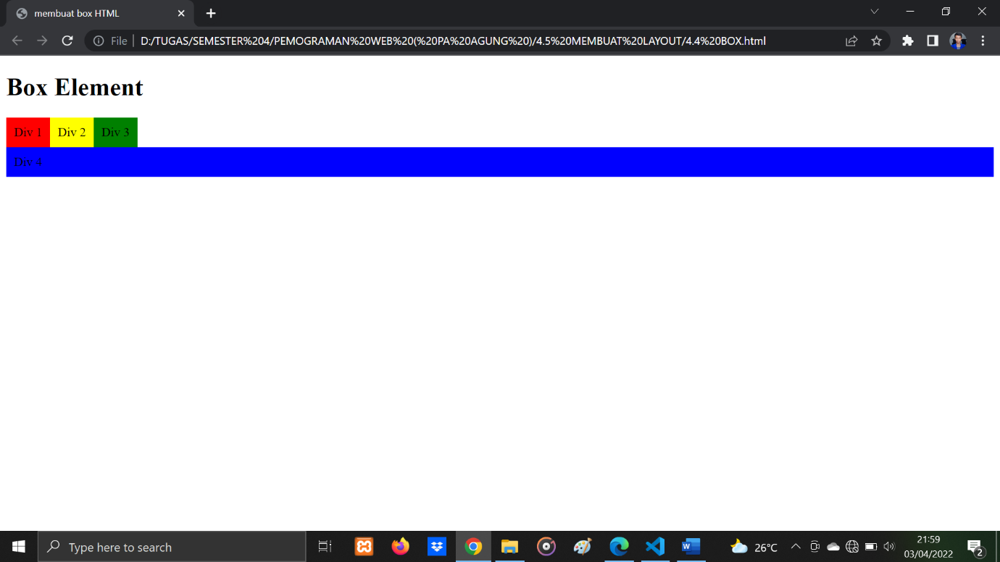 membuat box HTML
File D:/TUGAS/SEMESTER%204/PEMOGRAMAN%20WEB%20(%20PA%20AGUNG%20)/4.5%20MEMBUAT%20LAYOUT/4.4%20BOX.html
Box Element
Div 1 Div 2 Div 3
Div 4
Type here to search
W
26°C
21:59
03/04/2022
2